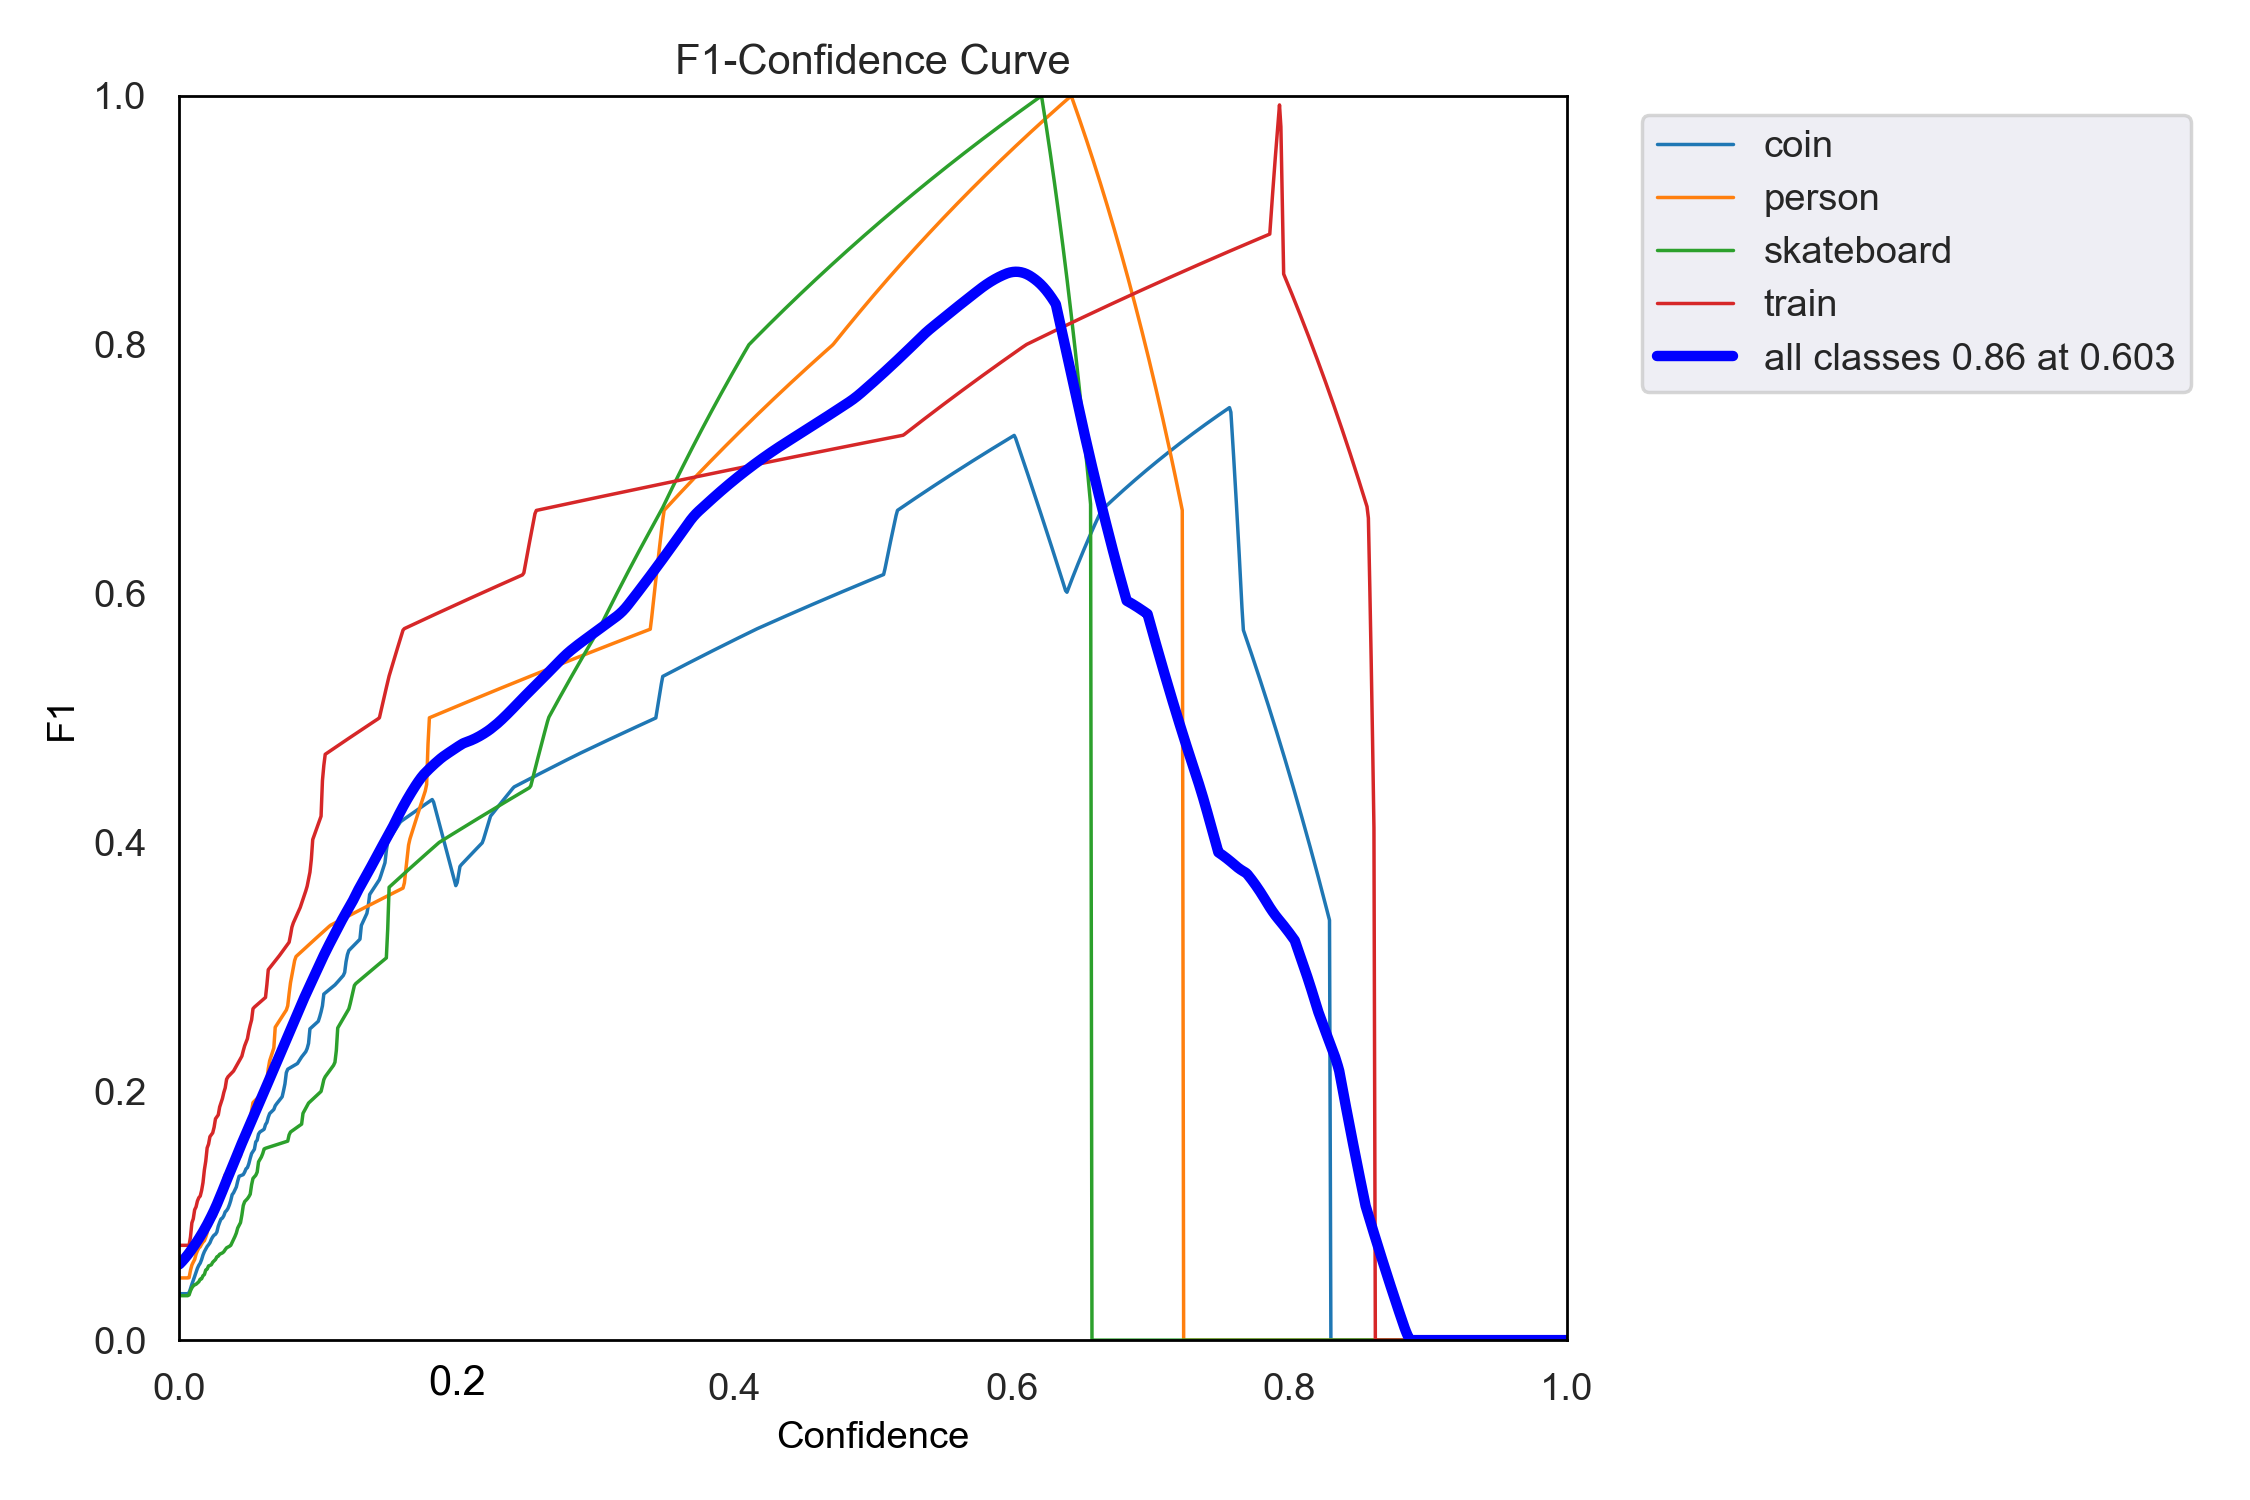 F1-Confidence Curve
1.0
0.8
0.6
0.4
0.2
0.0
F1
0.0 0.2 0.4 0.6 0.8 1.0
Confidence
coin
person
skateboard
train
all classes 0.86 at 0.603